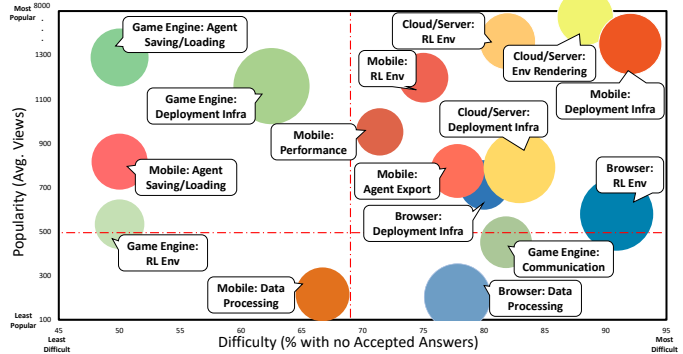 Most
Popular
8000
.
.
1300
1100
900
700
500
300
100
Least
Popular
Popularity (Avg. Views)
Game Engine: Agent
Saving/Loading
Game Engine:
Deployment Infra
Mobile: Agent
Saving/Loading
Game Engine:
RL Env
Mobile: Data
Processing
Mobile:
Performance
Mobile:
RL Env
Cloud/Server:
RL Env
Cloud/Server:
Env Rendering
Mobile:
Deployment Infra
Cloud/Server:
Deployment Infra
Mobile:
Agent Export
Browser:
Deployment Infra
Browser:
RL Env
Game Engine:
Communication
Browser: Data
Processing
45
50
55
60
65
70
75
80
85
90
95
Least
Difficult
Difficulty (% with no Accepted Answers)
Most
Difficult